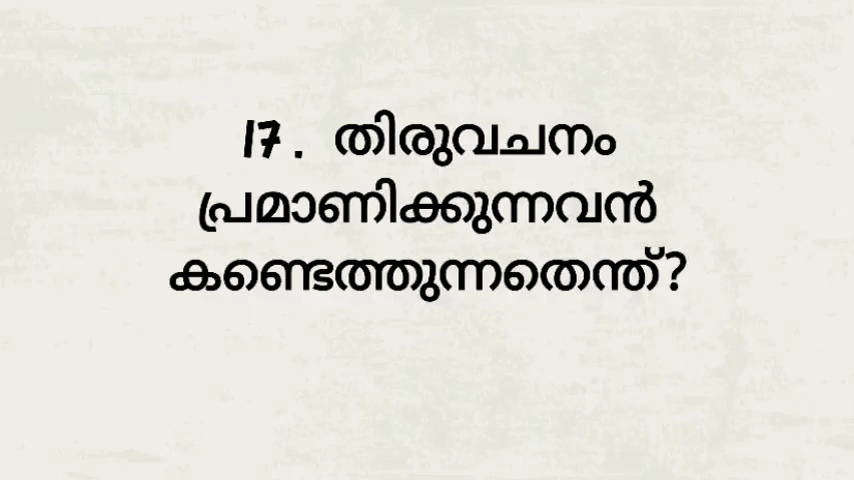 17. തിരുവചനം
പ്രമാണിക്കുന്നവൻ
കണ്ടെത്തുന്നതെന്ത്?